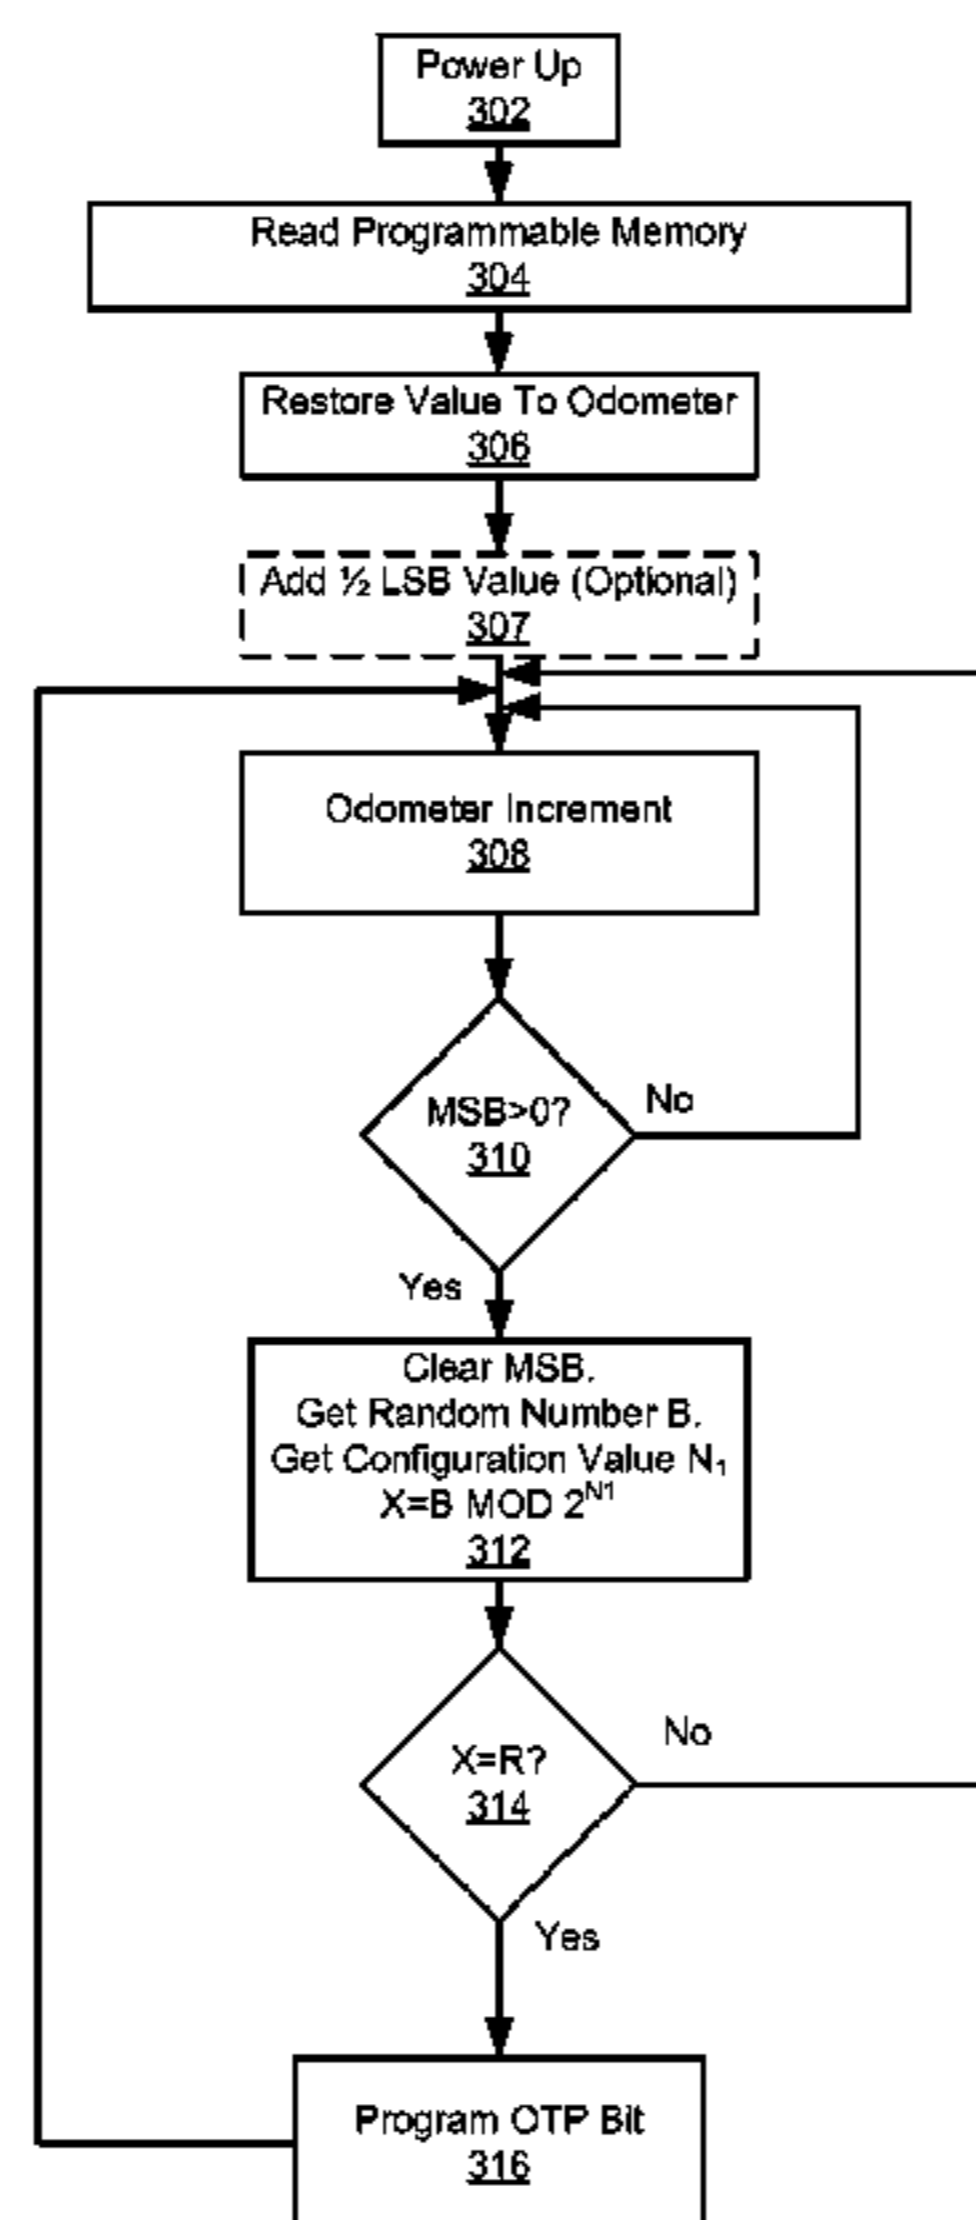 Power Up
302
Read Programmable Memory
304
Restore Value To Odometer
306
Add ½ LSB Value (Optional)
307
Odometer Increment
308
MSB>0?
310
No
Yes
Clear MSB.
Get Random Number B.
Get Configuration Value N₁
X=B MOD 2^N1
312
X=R?
314
No
Yes
Program OTP Bit
316